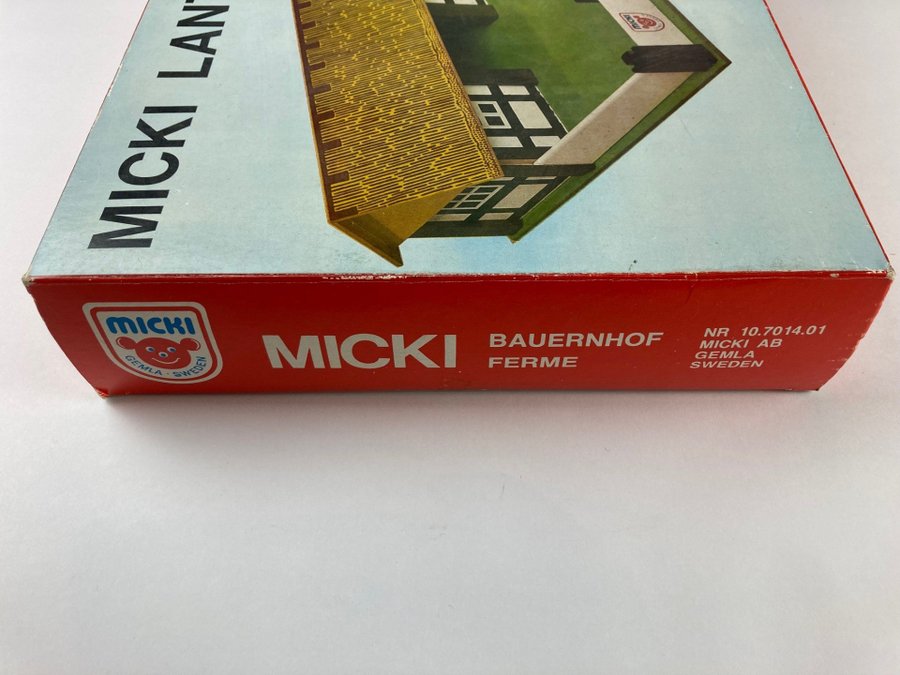 MICKI LANT
MICKI
GEMLA · SWEDEN
MICKI
BAUERNHOF
FERME
NR 10.7014.01
MICKI AB
GEMLA
SWEDEN